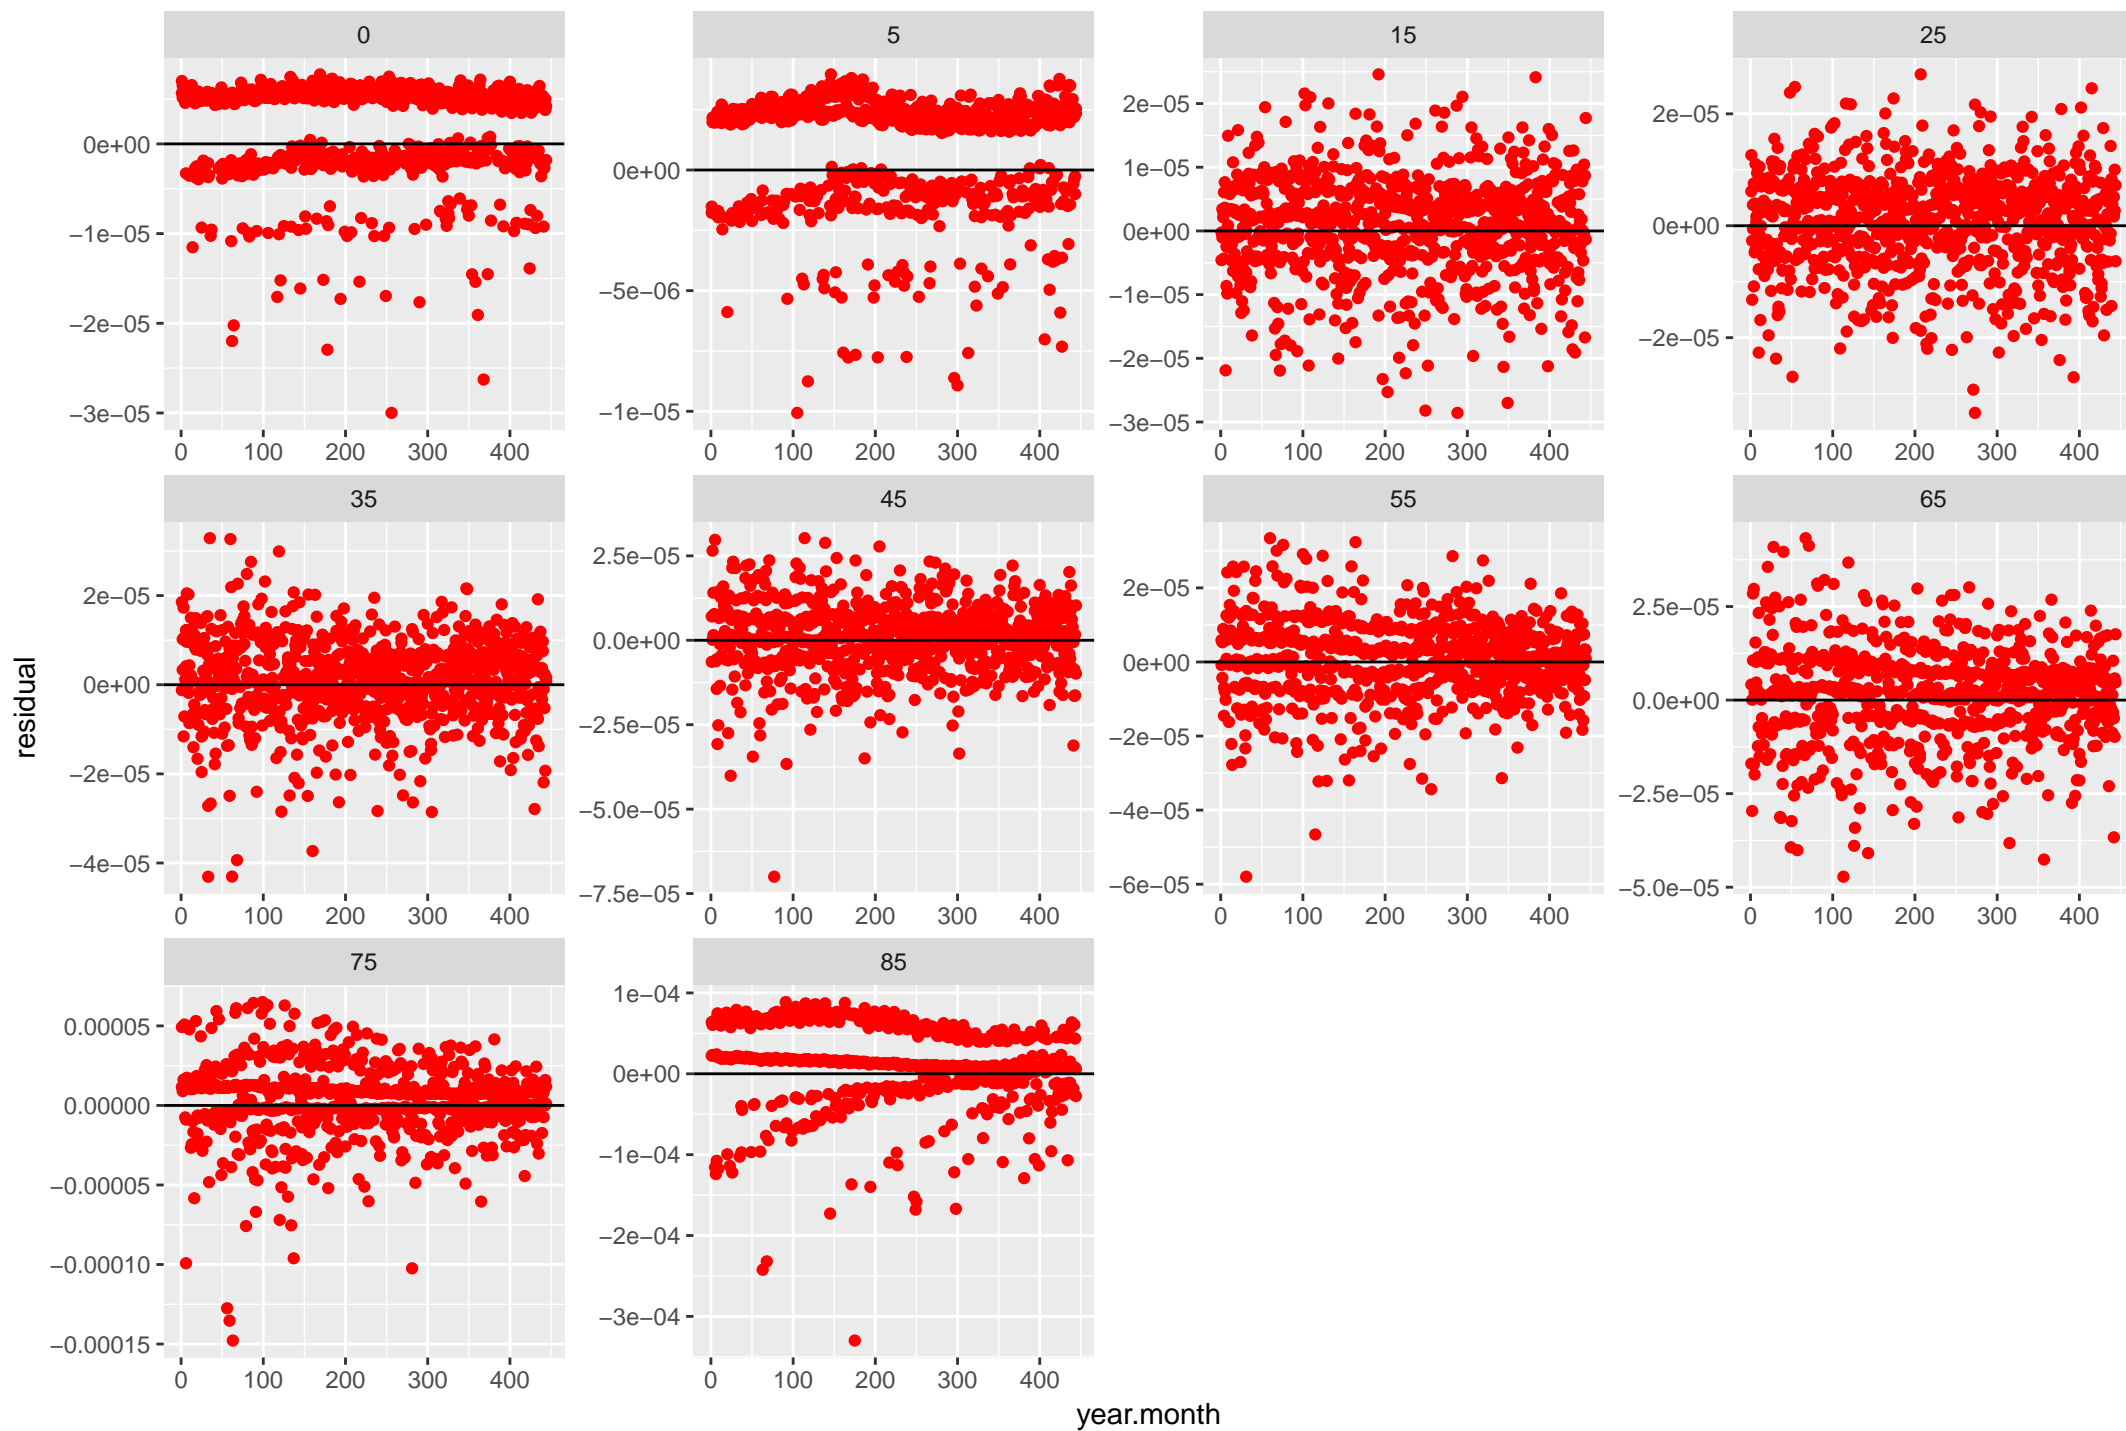 0 5 15 25
0e+00
−1e−05
−2e−05
−3e−05
0 100 200 300 400
0e+00
−5e−06
−1e−05
0 100 200 300 400
2e−05
1e−05
0e+00
−1e−05
−2e−05
−3e−05
0 100 200 300 400
2e−05
0e+00
−2e−05
0 100 200 300 400
35 45 55 65
2e−05
0e+00
−2e−05
−4e−05
0 100 200 300 400
2.5e−05
0.0e+00
−2.5e−05
−5.0e−05
−7.5e−05
0 100 200 300 400
2e−05
0e+00
−2e−05
−4e−05
−6e−05
0 100 200 300 400
2.5e−05
0.0e+00
−2.5e−05
−5.0e−05
0 100 200 300 400
75 85
0.00005
0.00000
−0.00005
−0.00010
−0.00015
0 100 200 300 400
1e−04
0e+00
−1e−04
−2e−04
−3e−04
0 100 200 300 400
residual
year.month